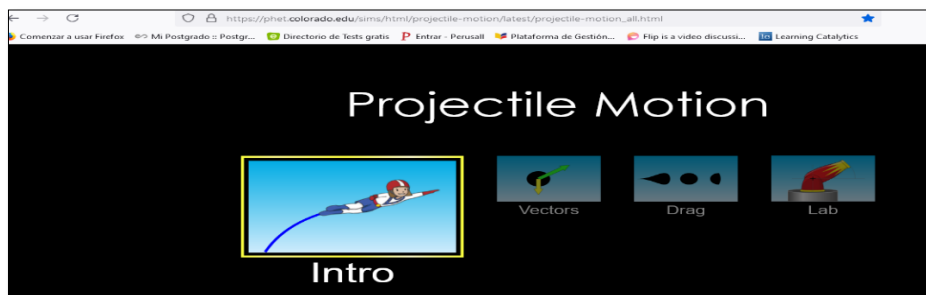 https://phet.colorado.edu/sims/html/projectile-motion/latest/projectile-motion_all.html
Comenzar a usar Firefox Mi Postgrado :: Postgr... Directorio de Tests gratis Entrar - Perusall Plataforma de Gestión... Flip is a video discussi... Learning Catalytics
Projectile Motion
Vectors Drag Lab
Intro